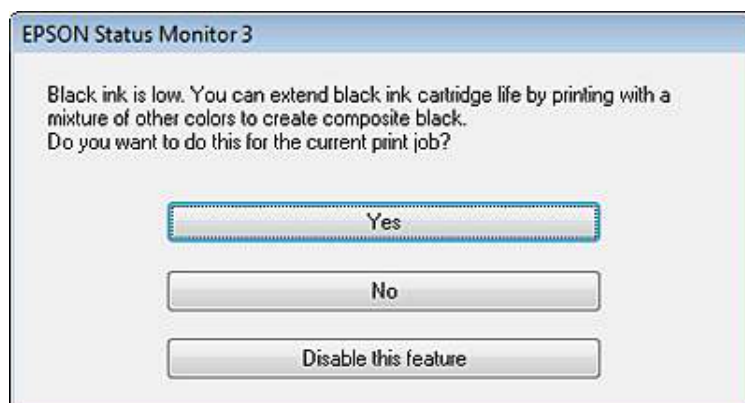 EPSON Status Monitor 3
Black ink is low. You can extend black ink cartridge life by printing with a
mixture of other colors to create composite black.
Do you want to do this for the current print job?
Yes
No
Disable this feature